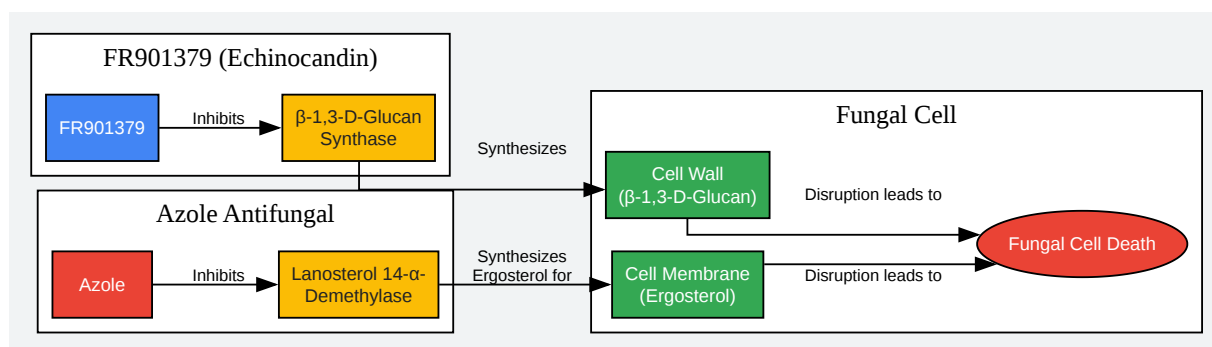 FR901379 (Echinocandin)
FR901379
Inhibits
β-1,3-D-Glucan
Synthase
Synthesizes
Azole Antifungal
Azole
Inhibits
Lanosterol 14-α-
Demethylase
Synthesizes
Ergosterol for
Fungal Cell
Cell Wall
(β-1,3-D-Glucan)
Disruption leads to
Cell Membrane
(Ergosterol)
Disruption leads to
Fungal Cell Death